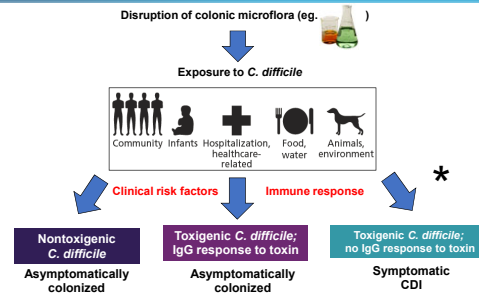 Disruption of colonic microflora (eg. )
Exposure to C. difficile
Community Infants Hospitalization, Food, Animals,
healthcare- water environment
related
*
Clinical risk factors Immune response
Nontoxigenic
C. difficile
Toxigenic C. difficile;
IgG response to toxin
Toxigenic C. difficile;
no IgG response to toxin
Asymptomatically
colonized
Asymptomatically
colonized
Symptomatic
CDI